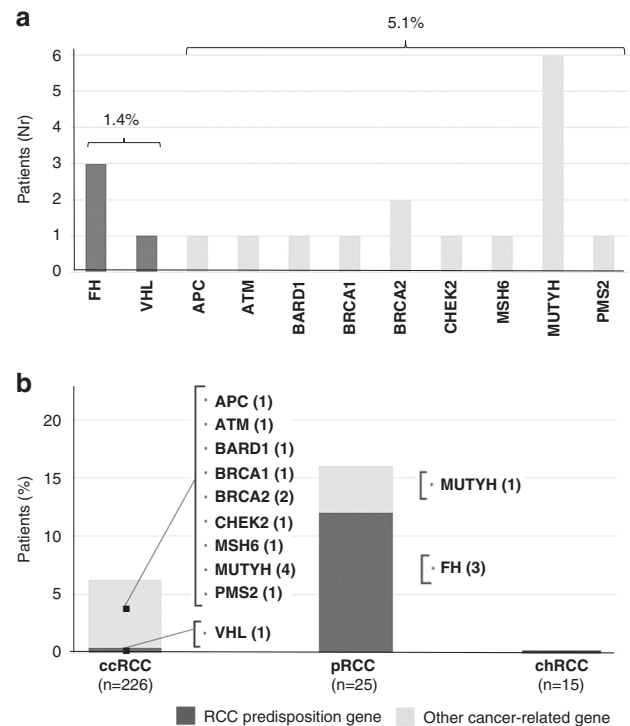 a
5.1%
6
5
4
3
2
1
0
Patients (Nr)
1.4%
FH
VHL
APC
ATM
BARD1
BRCA1
BRCA2
CHEK2
MSH6
MUTYH
PMS2
b
20
15
10
5
0
Patients (%)
APC (1)
ATM (1)
BARD1 (1)
BRCA1 (1)
BRCA2 (2)
CHEK2 (1)
MSH6 (1)
MUTYH (4)
PMS2 (1)
VHL (1)
MUTYH (1)
FH (3)
ccRCC
(n=226)
pRCC
(n=25)
chRCC
(n=15)
RCC predisposition gene
Other cancer-related gene